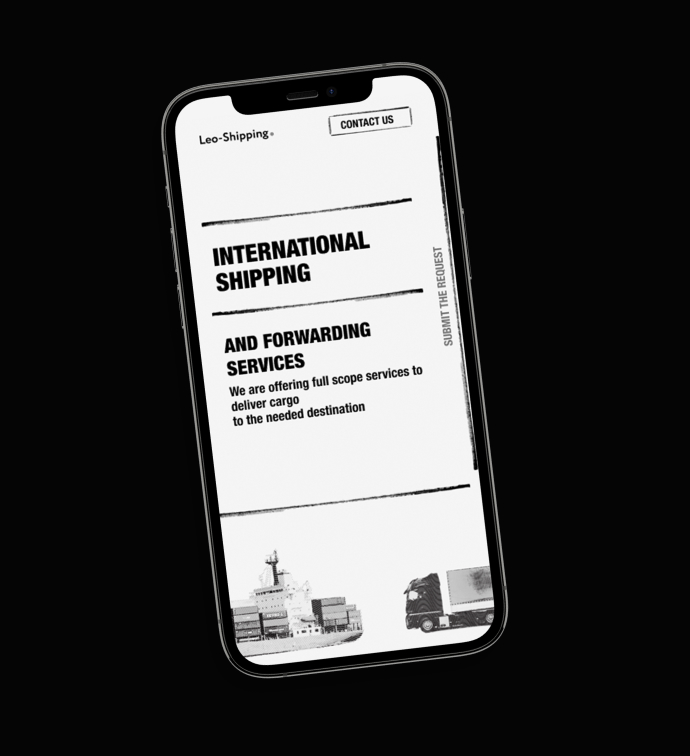 Leo-Shipping®
CONTACT US
INTERNATIONAL
SHIPPING
AND FORWARDING
SERVICES
We are offering full scope services to
deliver cargo
to the needed destination
SUBMIT THE REQUEST